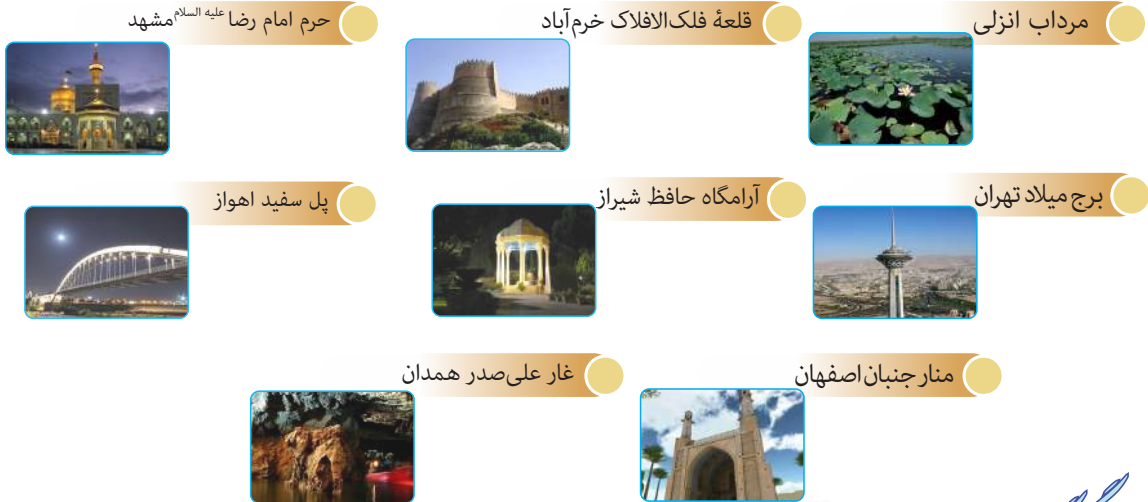 مرداب انزلی
قلعهٔ فلک‌الافلاک خرم‌آباد
حرم امام رضا علیه السلام مشهد
برج میلاد تهران
آرامگاه حافظ شیراز
پل سفید اهواز
منار جنبان اصفهان
غار علی‌صدر همدان